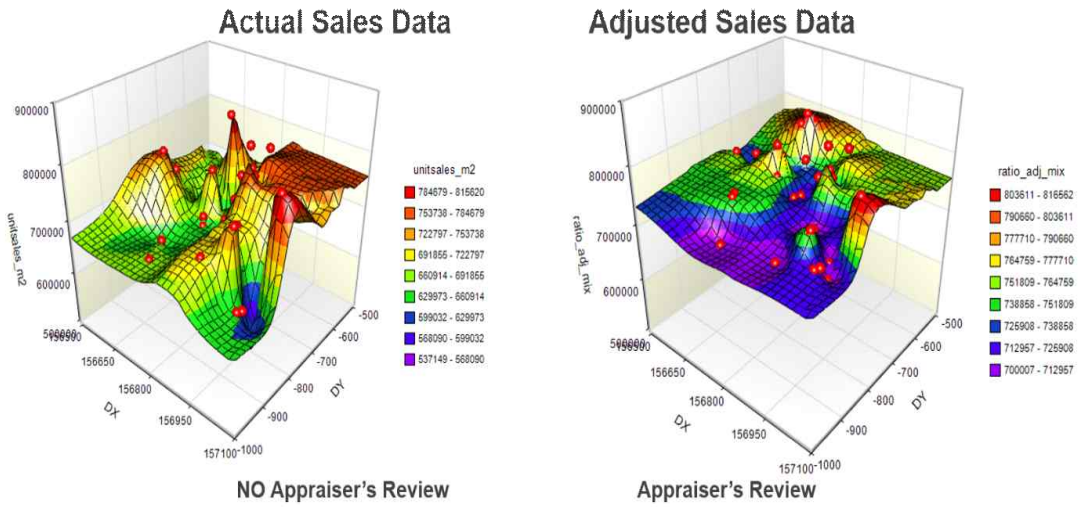 Actual Sales Data
900000
800000
700000
600000
unitsales_m2
156650
156800
156950
157100
DX
-1000
-900
-800
-700
-600
-500
DY
unitsales_m2
784679 - 815620
753738 - 784679
722797 - 753738
691855 - 722797
660914 - 691855
629973 - 660914
599032 - 629973
568090 - 599032
537149 - 568090
NO Appraiser's Review
Adjusted Sales Data
900000
800000
700000
600000
ratio_adj_mix
156650
156800
156950
157100
DX
-1000
-900
-800
-700
-600
-500
DY
ratio_adj_mix
803611 - 816562
790660 - 803611
777710 - 790660
764759 - 777710
751809 - 764759
738858 - 751809
725908 - 738858
712957 - 725908
700007 - 712957
Appraiser's Review